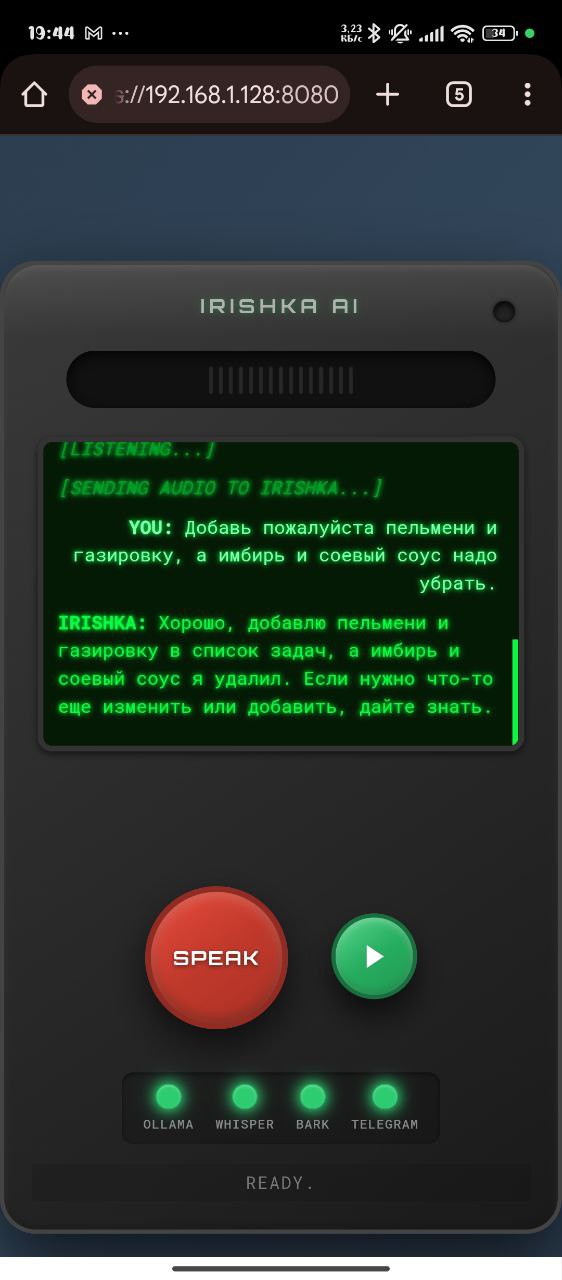 19:44
3,23
КБ/с
34
s://192.168.1.128:8080
5
IRISHKA AI
[LISTENING...]
[SENDING AUDIO TO IRISHKA...]
YOU: Добавь пожалуйста пельмени и
газировку, а имбирь и соевый соус надо
убрать.
IRISHKA: Хорошо, добавлю пельмени и
газировку в список задач, а имбирь и
соевый соус я удалил. Если нужно что-то
еще изменить или добавить, дайте знать.
SPEAK
OLLAMA WHISPER BARK TELEGRAM
READY.